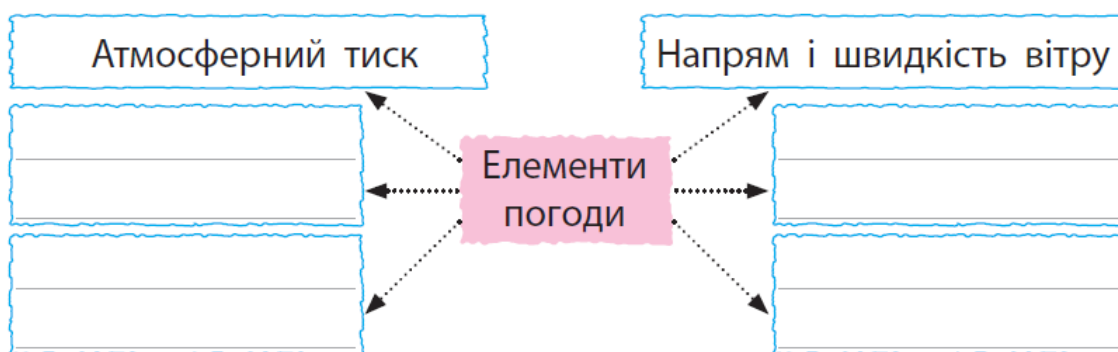 Атмосферний тиск
Напрям і швидкість вітру
Елементи
погоди